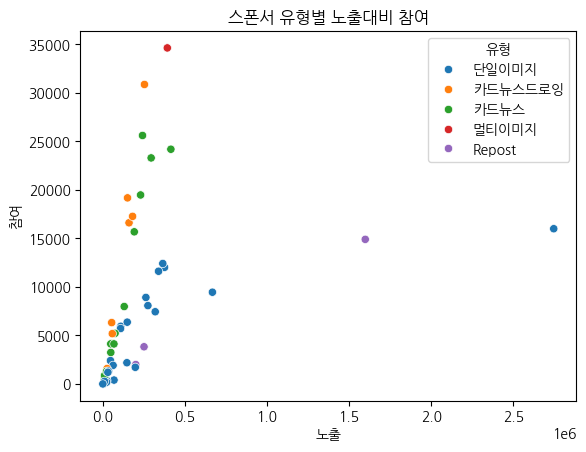 스폰서 유형별 노출대비 참여
유형
단일이미지
카드뉴스드로잉
카드뉴스
멀티이미지
Repost
참여
35000
30000
25000
20000
15000
10000
5000
0
0.0
0.5
1.0
1.5
2.0
2.5
1e6
노출